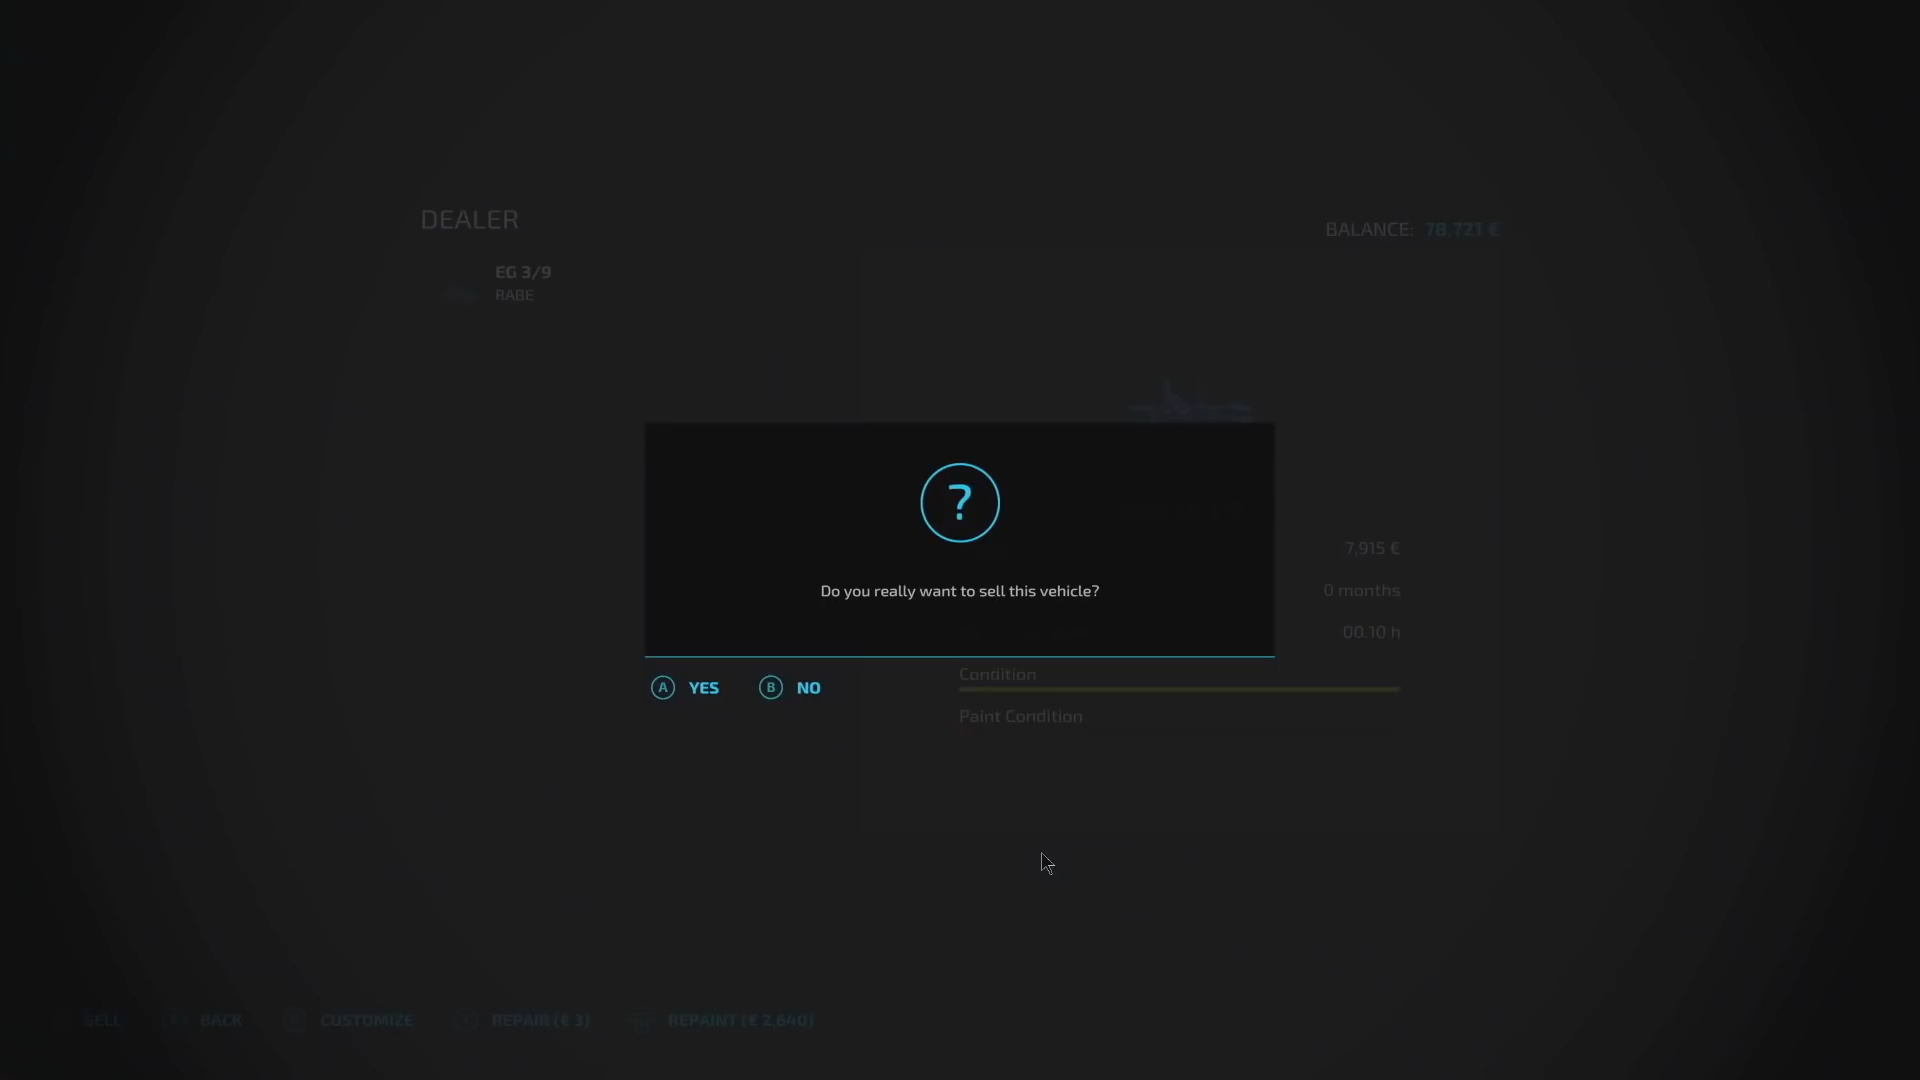 DEALER
BALANCE: 78,721 €
EG 3/9
RABE
?
7,915 €
Do you really want to sell this vehicle?
0 months
00.10 h
Condition
A YES B NO
Paint Condition
SELL BACK CUSTOMIZE REPAIR (€ 3) REPAINT (€ 2,640)